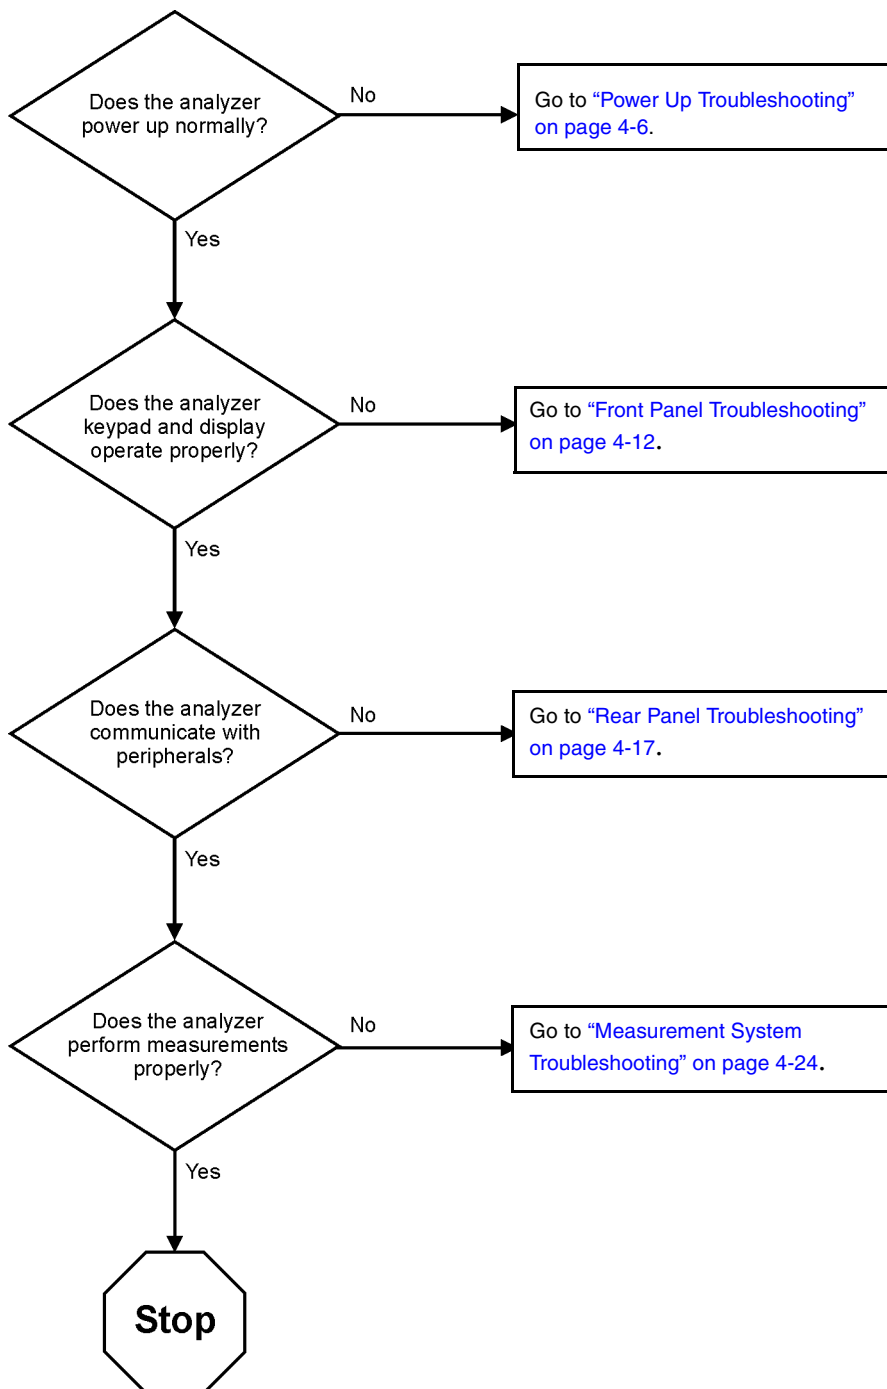 Does the analyzer
power up normally?
No
Go to “Power Up Troubleshooting”
on page 4-6.
Yes
Does the analyzer
keypad and display
operate properly?
No
Go to “Front Panel Troubleshooting”
on page 4-12.
Yes
Does the analyzer
communicate with
peripherals?
No
Go to “Rear Panel Troubleshooting”
on page 4-17.
Yes
Does the analyzer
perform measurements
properly?
No
Go to “Measurement System
Troubleshooting” on page 4-24.
Yes
Stop